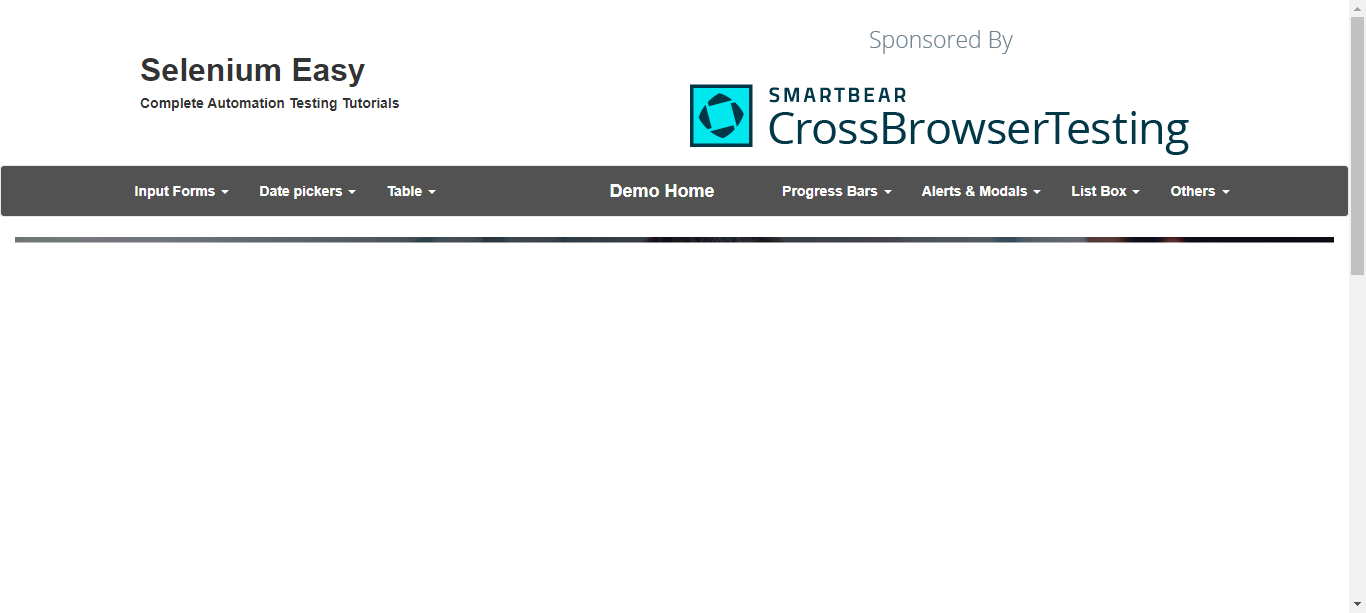 Selenium Easy
Complete Automation Testing Tutorials
Sponsored By
SMARTBEAR
CrossBrowserTesting
Input Forms
Date pickers
Table
Demo Home
Progress Bars
Alerts & Modals
List Box
Others